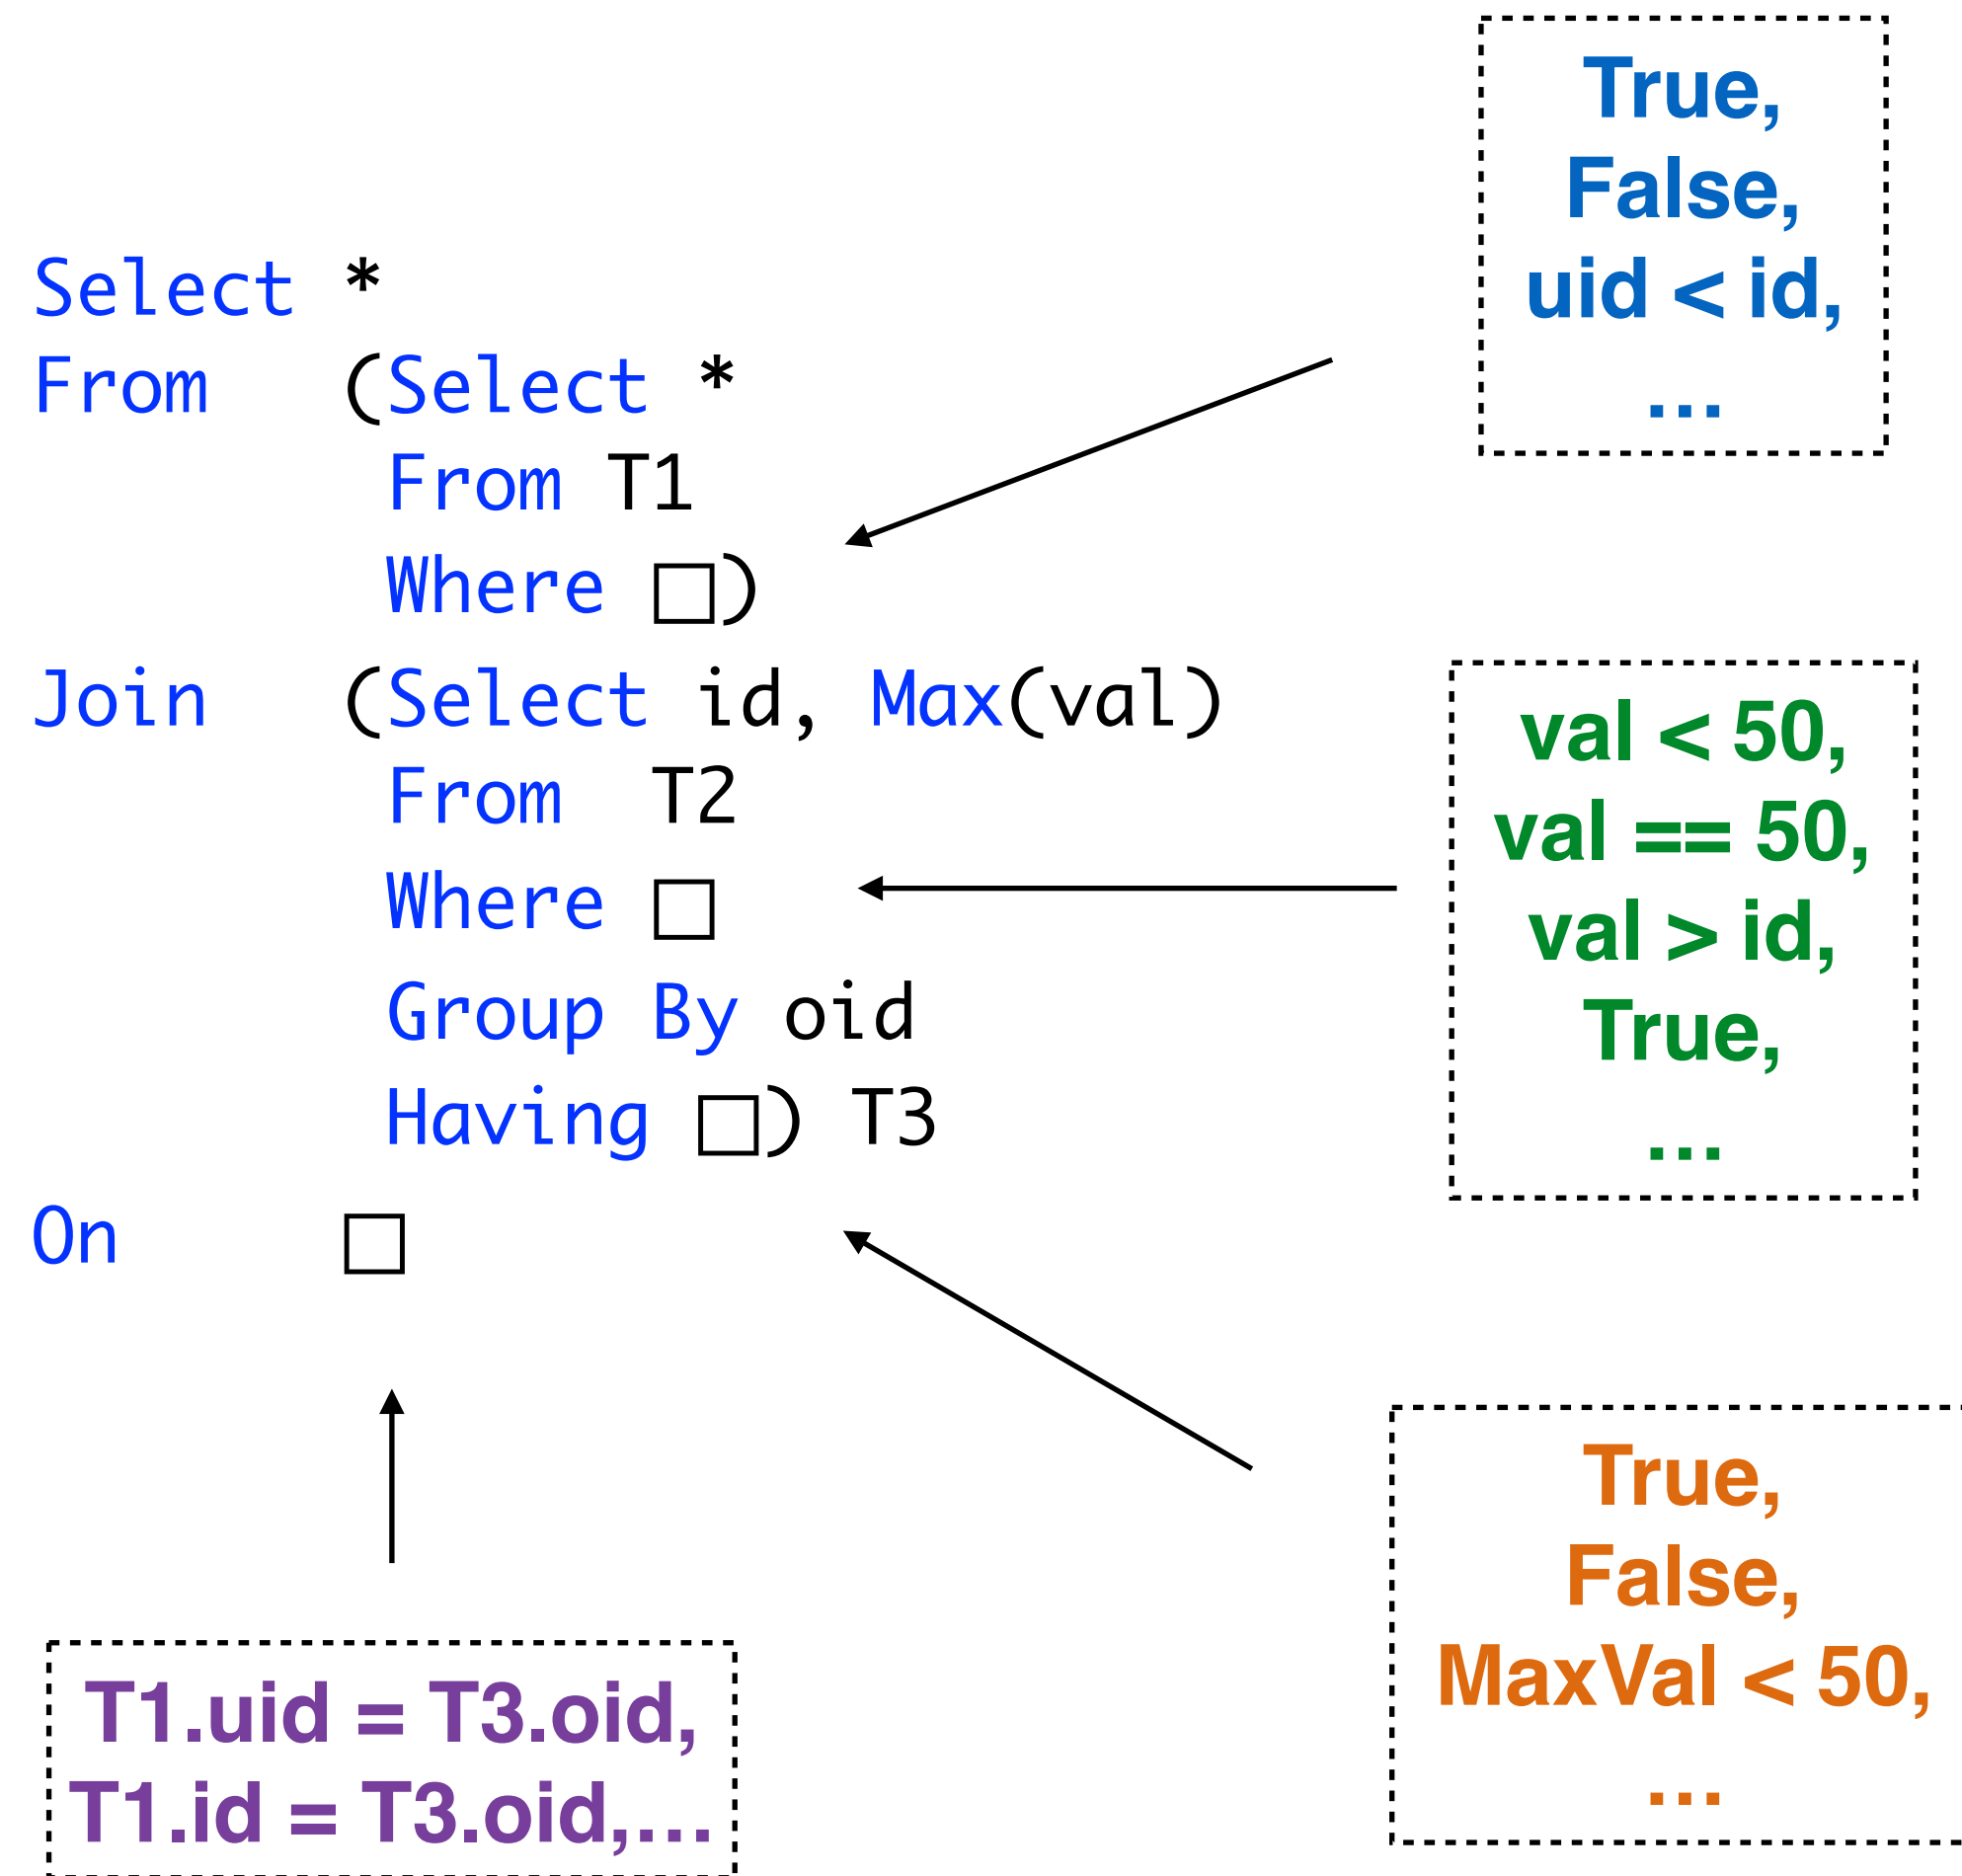 Select *
From (Select *
From T1
Where □)
Join (Select id, Max(val)
From T2
Where □
Group By oid
Having □) T3
On □
True,
False,
uid < id,
...
val < 50,
val == 50,
val > id,
True,
...
True,
False,
MaxVal < 50,
...
T1.uid = T3.oid,
T1.id = T3.oid,...